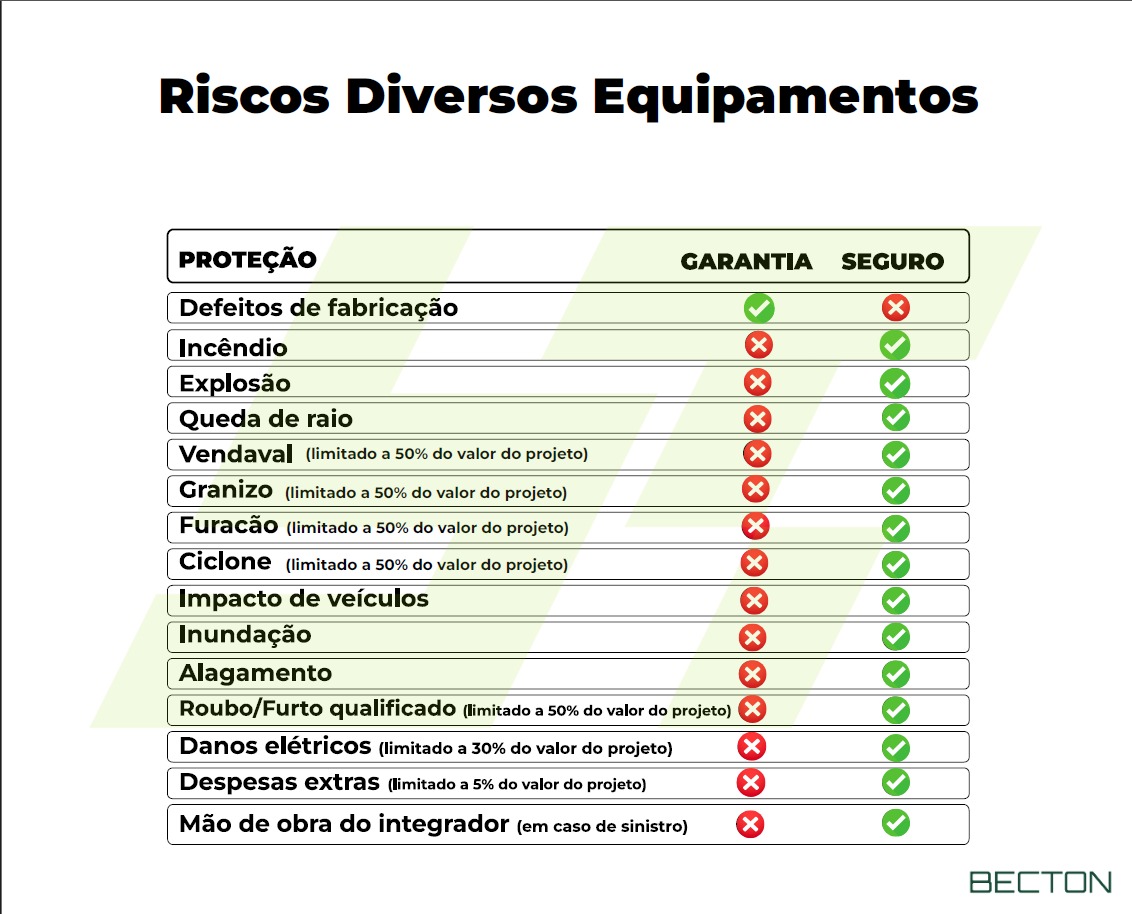 Riscos Diversos Equipamentos
PROTEÇÃO GARANTIA SEGURO
Defeitos de fabricação
Incêndio
Explosão
Queda de raio
Vendaval (limitado a 50% do valor do projeto)
Granizo (limitado a 50% do valor do projeto)
Furacão (limitado a 50% do valor do projeto)
Ciclone (limitado a 50% do valor do projeto)
Impacto de veículos
Inundação
Alagamento
Roubo/Furto qualificado (limitado a 50% do valor do projeto)
Danos elétricos (limitado a 30% do valor do projeto)
Despesas extras (limitado a 5% do valor do projeto)
Mão de obra do integrador (em caso de sinistro)
BECTON